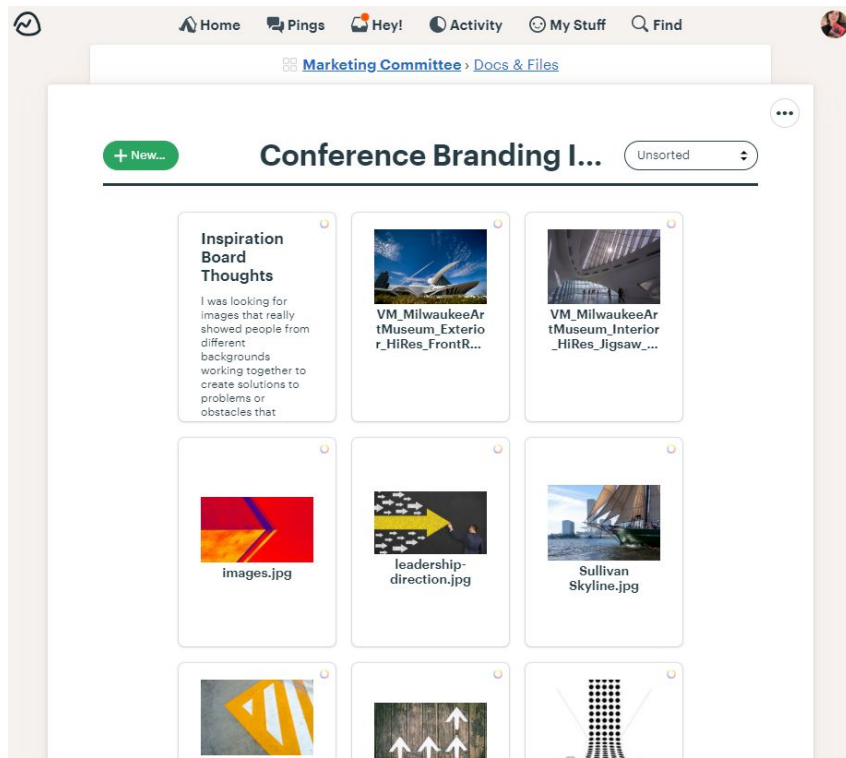 Home Pings Hey! Activity My Stuff Find
Marketing Committee › Docs & Files
+ New...
Conference Branding I...
Unsorted
Inspiration
Board
Thoughts
I was looking for
images that really
showed people from
different
backgrounds
working together to
create solutions to
problems or
obstacles that
VM_MilwaukeeAr
tMuseum_Exterio
r_HiRes_FrontR...
VM_MilwaukeeAr
tMuseum_Interior
_HiRes_Jigsaw_...
images.jpg
leadership-
direction.jpg
Sullivan
Skyline.jpg